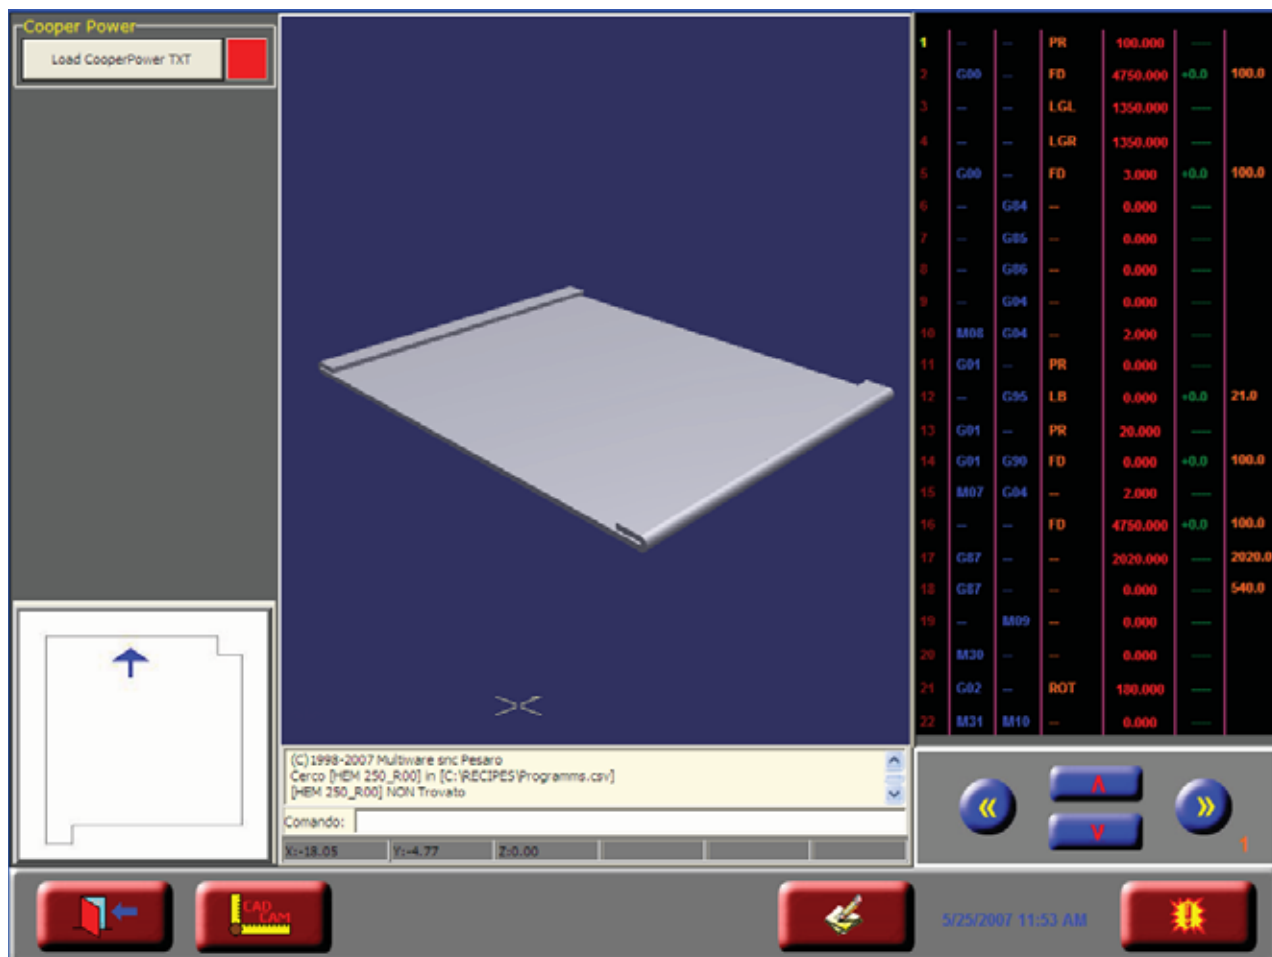 Cooper Power
Load CooperPower TXT
1 -- -- PR 100.000 ----
2 G00 -- FD 4750.000 +0.0 100.0
3 -- -- LGL 1350.000 ----
4 -- -- LGR 1350.000 ----
5 G00 -- FD 3.000 +0.0 100.0
6 -- G84 -- 0.000 ----
7 -- G85 -- 0.000 ----
8 -- G86 -- 0.000 ----
9 -- G04 -- 0.000 ----
10 M08 G04 -- 2.000 ----
11 G01 -- PR 0.000 ----
12 -- G95 LB 0.000 +0.0 21.0
13 G01 -- PR 20.000 ----
14 G01 G90 FD 0.000 +0.0 100.0
15 M07 G04 -- 2.000 ----
16 -- -- FD 4750.000 +0.0 100.0
17 G87 -- -- 2020.000 ---- 2020.0
18 G87 -- -- 0.000 ---- 540.0
19 -- M09 -- 0.000 ----
20 M30 -- -- 0.000 ----
21 G02 -- ROT 180.000 ----
22 M31 M10 -- 0.000 ----
(C)1998-2007 Multiware snc Pesaro
Cerco [HEM 250_R00] in [C:\RECIPES\Programms.csv]
[HEM 250_R00] NON Trovato
Comando:
X:-18.05 Y:-4.77 Z:0.00
« ∧ ∨ »
1
CAD
CAM
5/25/2007 11:53 AM